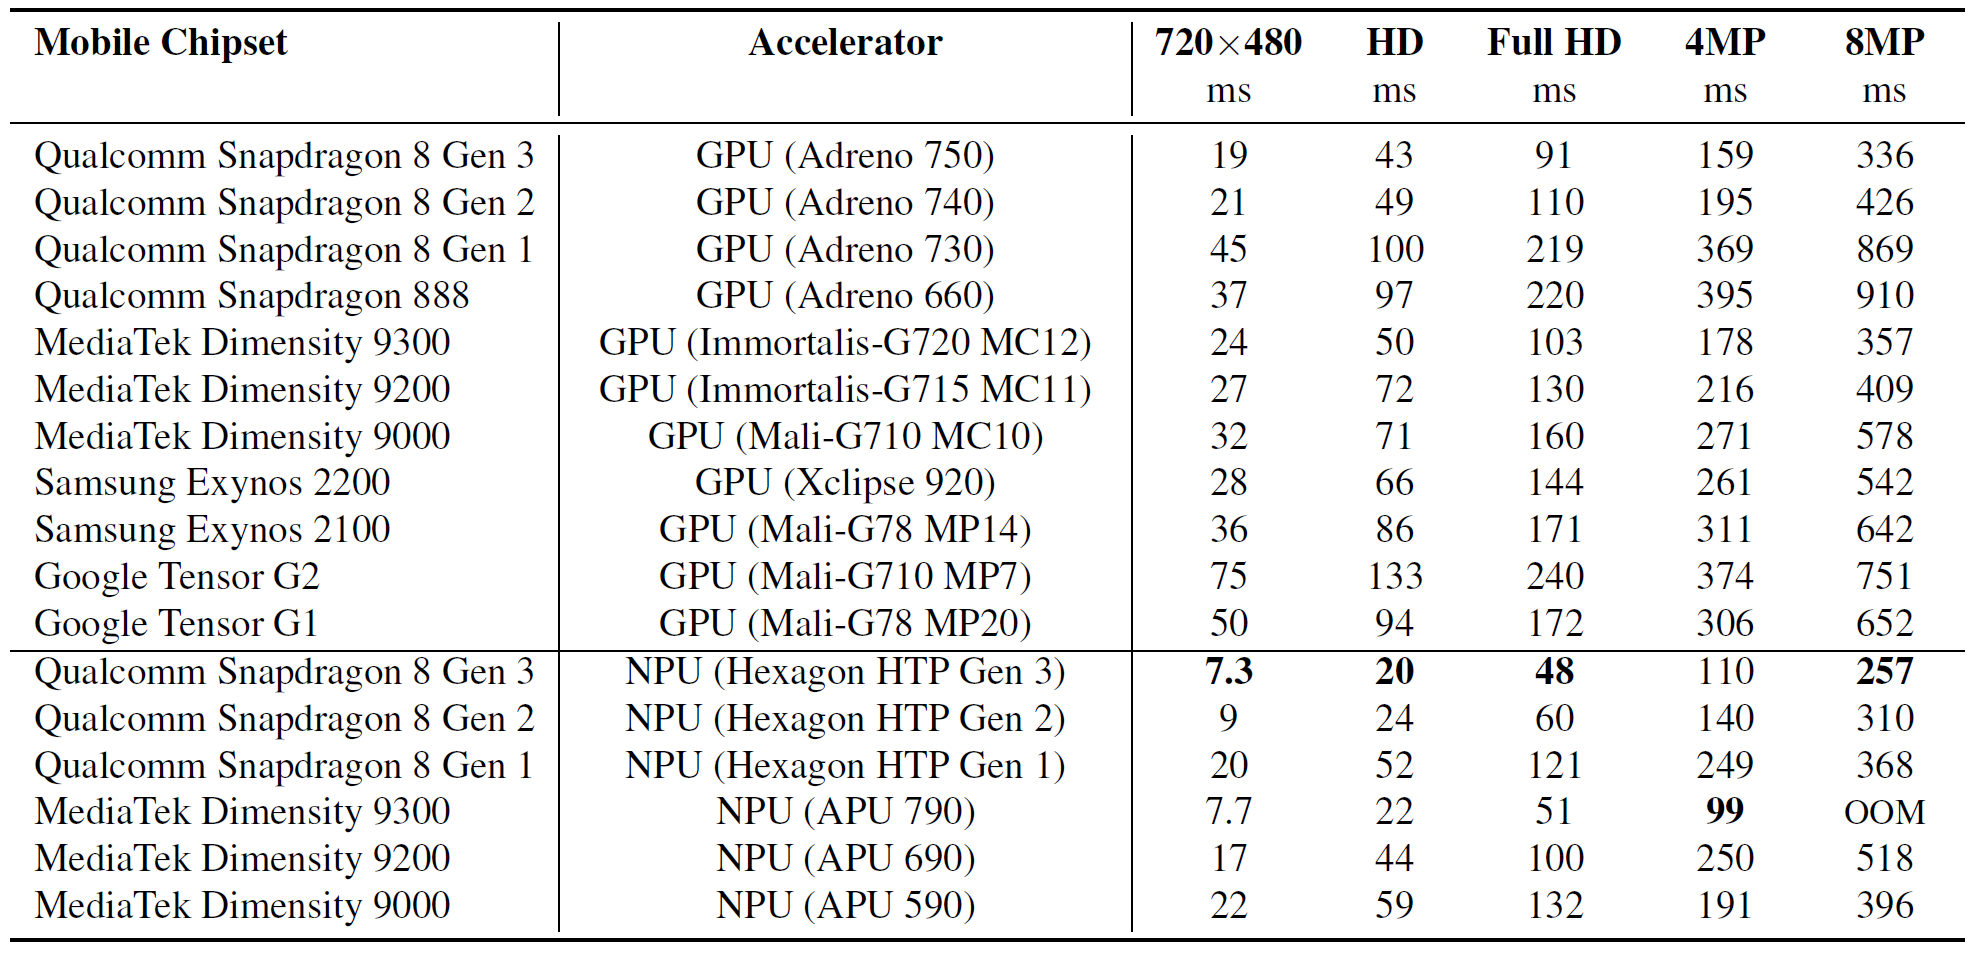 Mobile Chipset Accelerator 720×480 HD Full HD 4MP 8MP
ms ms ms ms ms
Qualcomm Snapdragon 8 Gen 3 GPU (Adreno 750) 19 43 91 159 336
Qualcomm Snapdragon 8 Gen 2 GPU (Adreno 740) 21 49 110 195 426
Qualcomm Snapdragon 8 Gen 1 GPU (Adreno 730) 45 100 219 369 869
Qualcomm Snapdragon 888 GPU (Adreno 660) 37 97 220 395 910
MediaTek Dimensity 9300 GPU (Immortalis-G720 MC12) 24 50 103 178 357
MediaTek Dimensity 9200 GPU (Immortalis-G715 MC11) 27 72 130 216 409
MediaTek Dimensity 9000 GPU (Mali-G710 MC10) 32 71 160 271 578
Samsung Exynos 2200 GPU (Xclipse 920) 28 66 144 261 542
Samsung Exynos 2100 GPU (Mali-G78 MP14) 36 86 171 311 642
Google Tensor G2 GPU (Mali-G710 MP7) 75 133 240 374 751
Google Tensor G1 GPU (Mali-G78 MP20) 50 94 172 306 652
Qualcomm Snapdragon 8 Gen 3 NPU (Hexagon HTP Gen 3) 7.3 20 48 110 257
Qualcomm Snapdragon 8 Gen 2 NPU (Hexagon HTP Gen 2) 9 24 60 140 310
Qualcomm Snapdragon 8 Gen 1 NPU (Hexagon HTP Gen 1) 20 52 121 249 368
MediaTek Dimensity 9300 NPU (APU 790) 7.7 22 51 99 OOM
MediaTek Dimensity 9200 NPU (APU 690) 17 44 100 250 518
MediaTek Dimensity 9000 NPU (APU 590) 22 59 132 191 396